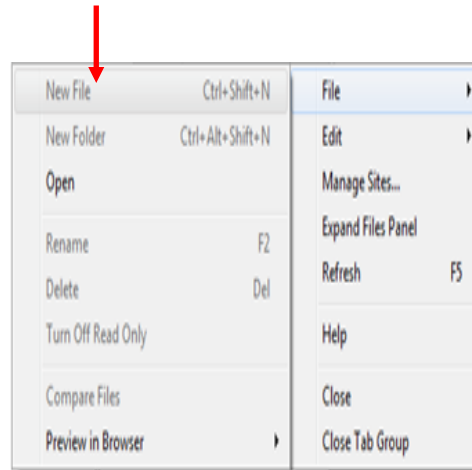 New File Ctrl+Shift+N
New Folder Ctrl+Alt+Shift+N
Open
Rename F2
Delete Del
Turn Off Read Only
Compare Files
Preview in Browser
File
Edit
Manage Sites...
Expand Files Panel
Refresh F5
Help
Close
Close Tab Group